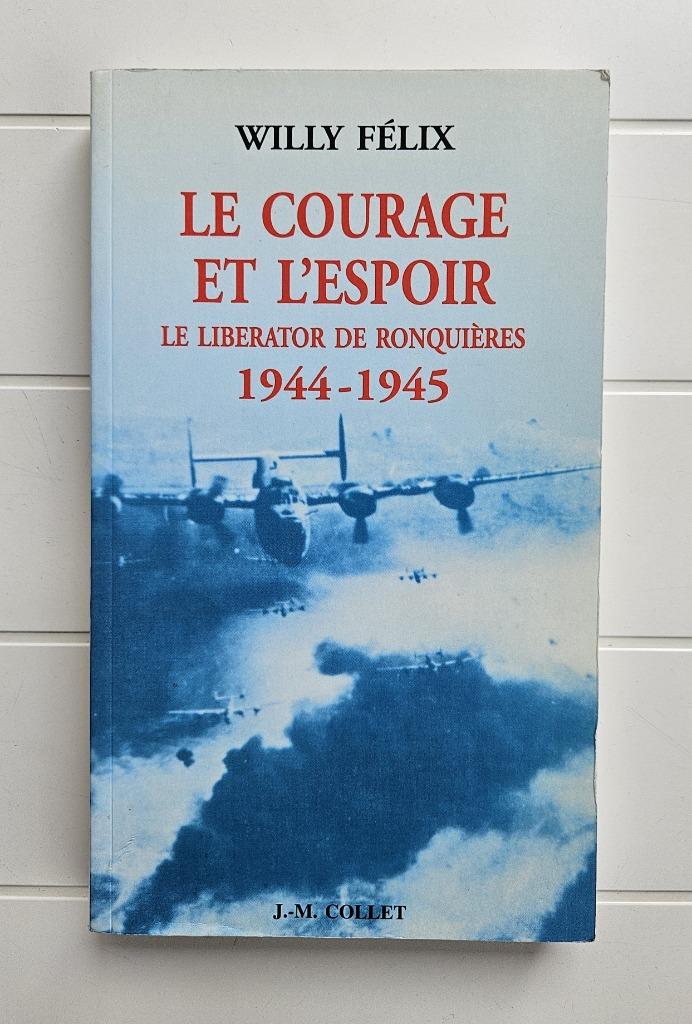 WILLY FÉLIX
LE COURAGE
ET L'ESPOIR
LE LIBERATOR DE RONQUIÈRES
1944-1945
J.-M. COLLET